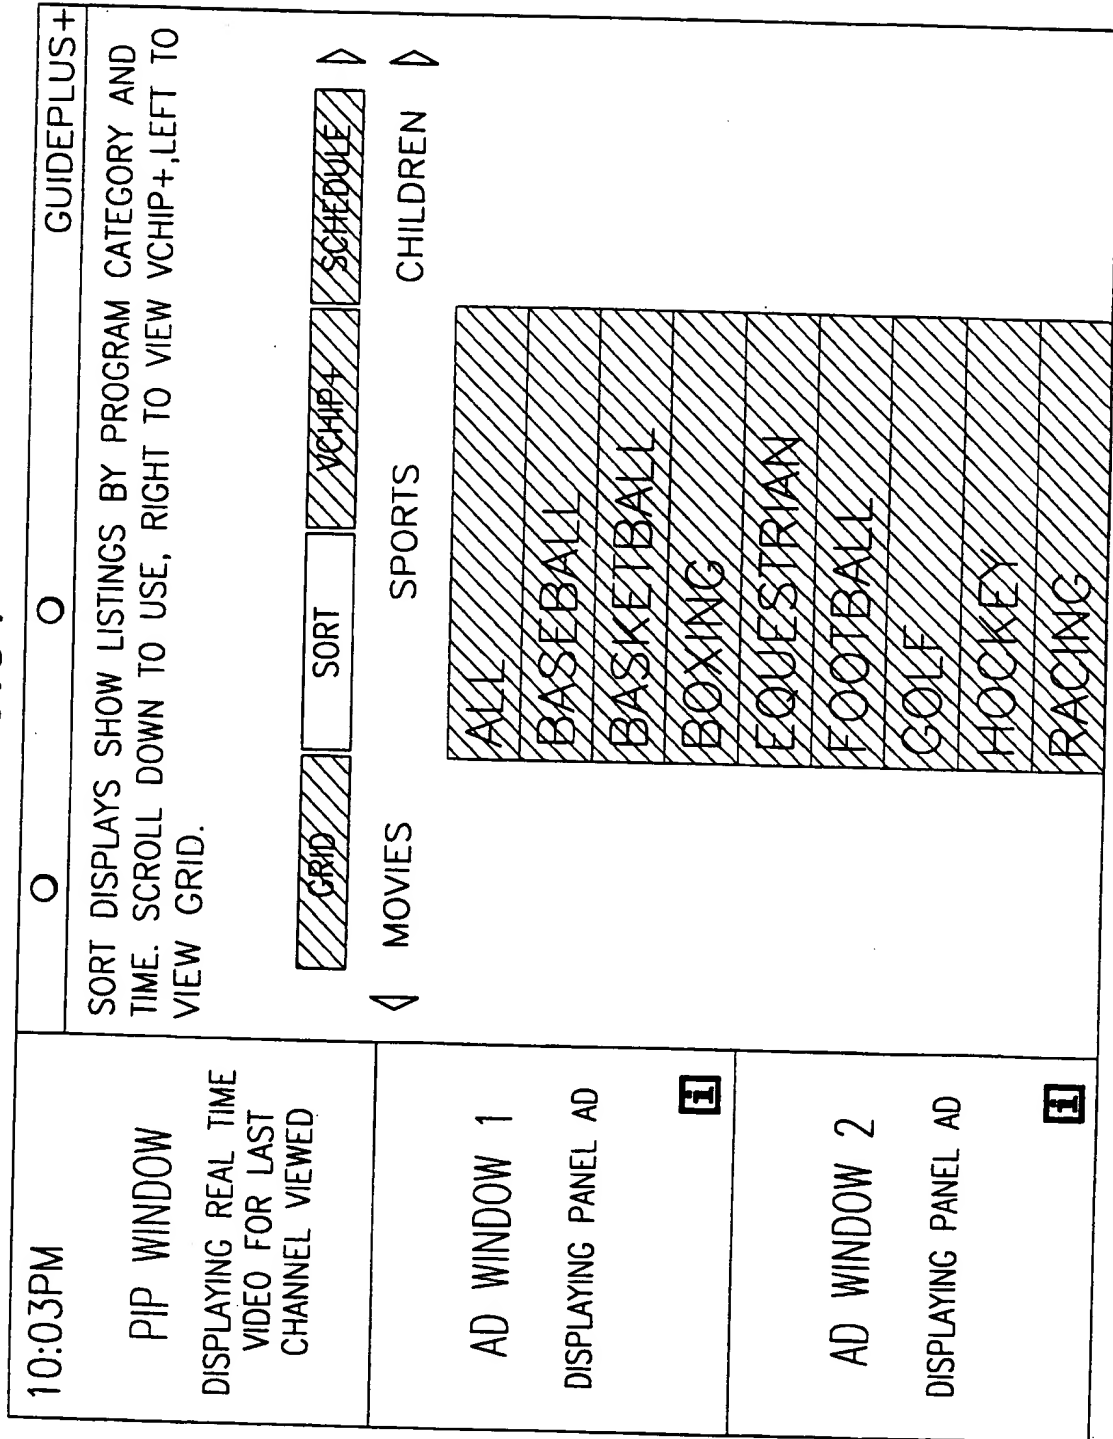 10:03PM
GUIDEPLUS+
PIP WINDOW
DISPLAYING REAL TIME
VIDEO FOR LAST
CHANNEL VIEWED
AD WINDOW 1
DISPLAYING PANEL AD
i
AD WINDOW 2
DISPLAYING PANEL AD
i
SORT DISPLAYS SHOW LISTINGS BY PROGRAM CATEGORY AND
TIME. SCROLL DOWN TO USE, RIGHT TO VIEW VCHIP+,LEFT TO
VIEW GRID.
GRID SORT VCHIP+ SCHEDULE
MOVIES SPORTS CHILDREN
ALL
BASEBALL
BASKETBALL
BOXING
EQUESTRIAN
FOOTBALL
GOLF
HOCKEY
RACING